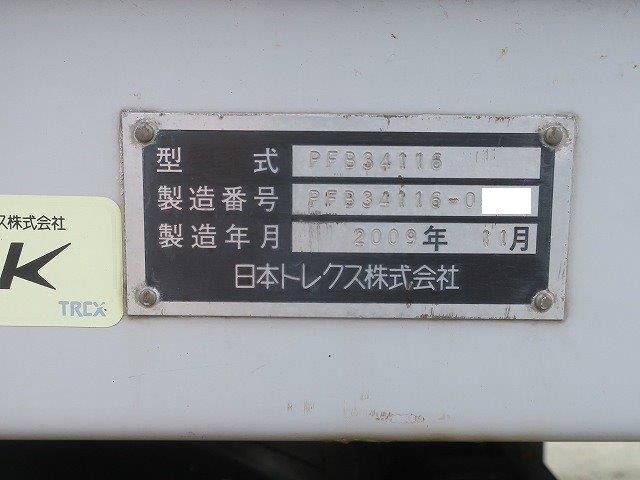 型式 PFB34116
製造番号 PFB34116-0
製造年月 2009年 11月
日本トレクス株式会社
ス株式会社
K
TREX